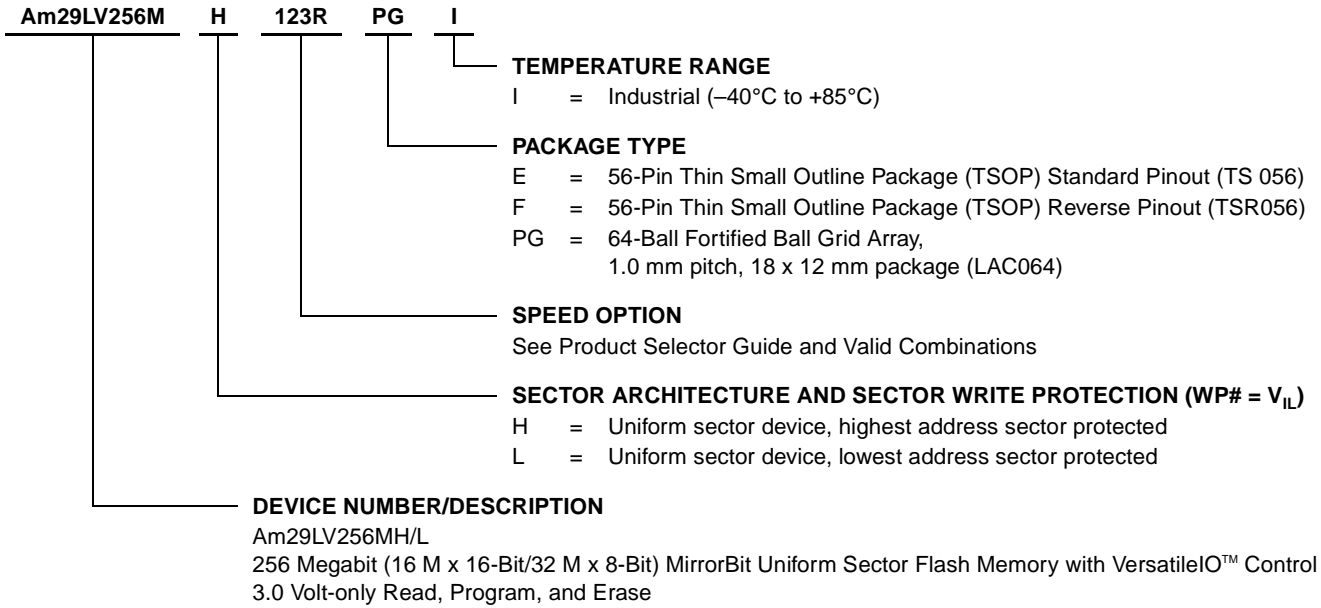 Am29LV256M H 123R PG I
TEMPERATURE RANGE
I = Industrial (–40°C to +85°C)
PACKAGE TYPE
E = 56-Pin Thin Small Outline Package (TSOP) Standard Pinout (TS 056)
F = 56-Pin Thin Small Outline Package (TSOP) Reverse Pinout (TSR056)
PG = 64-Ball Fortified Ball Grid Array,
1.0 mm pitch, 18 x 12 mm package (LAC064)
SPEED OPTION
See Product Selector Guide and Valid Combinations
SECTOR ARCHITECTURE AND SECTOR WRITE PROTECTION (WP# = VIL)
H = Uniform sector device, highest address sector protected
L = Uniform sector device, lowest address sector protected
DEVICE NUMBER/DESCRIPTION
Am29LV256MH/L
256 Megabit (16 M x 16-Bit/32 M x 8-Bit) MirrorBit Uniform Sector Flash Memory with VersatileIO™ Control
3.0 Volt-only Read, Program, and Erase